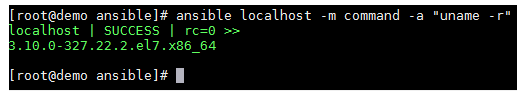 [root@demo ansible]# ansible localhost -m command -a "uname -r"
localhost | SUCCESS | rc=0 >>
3.10.0-327.22.2.el7.x86_64
[root@demo ansible]#